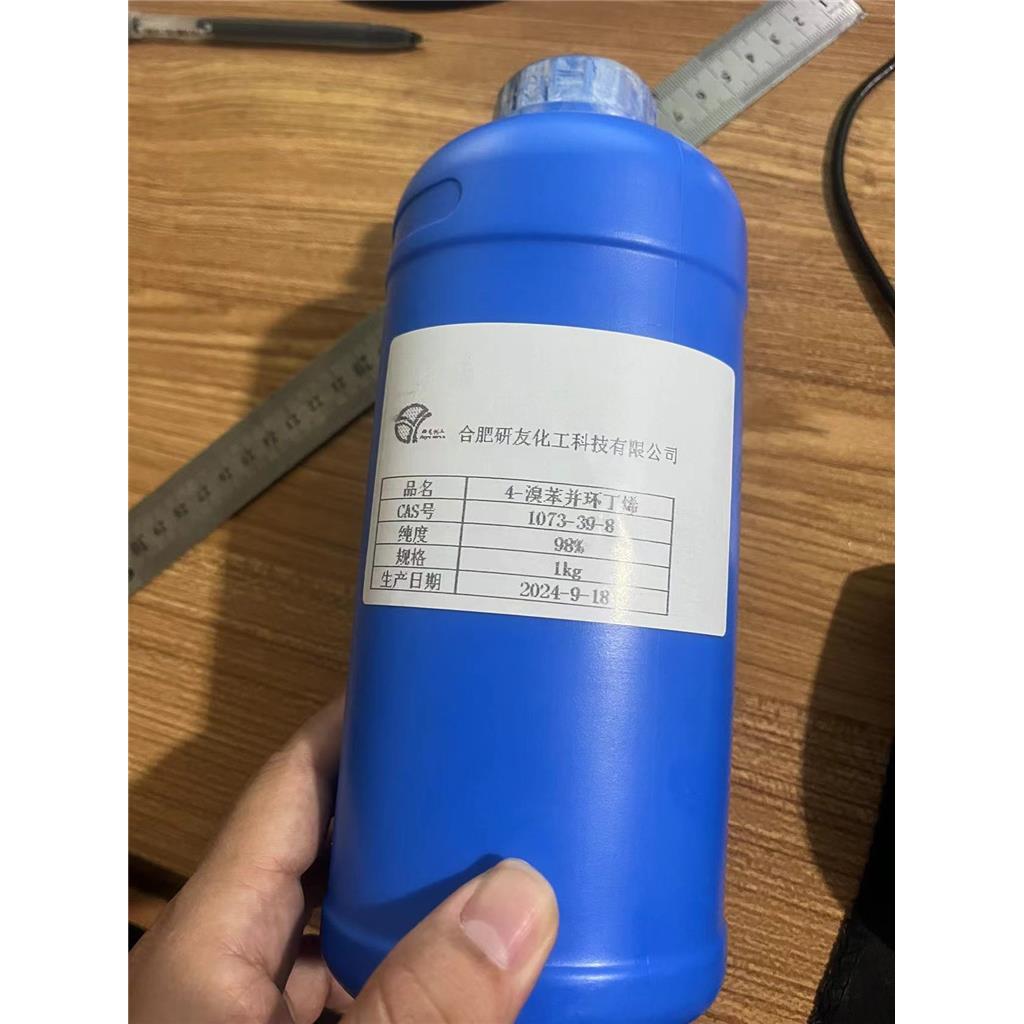 合肥研友化工科技有限公司
品名 4-溴苯并环丁烯
CAS号 1073-39-8
纯度 98%
规格 1kg
生产日期 2024-9-18